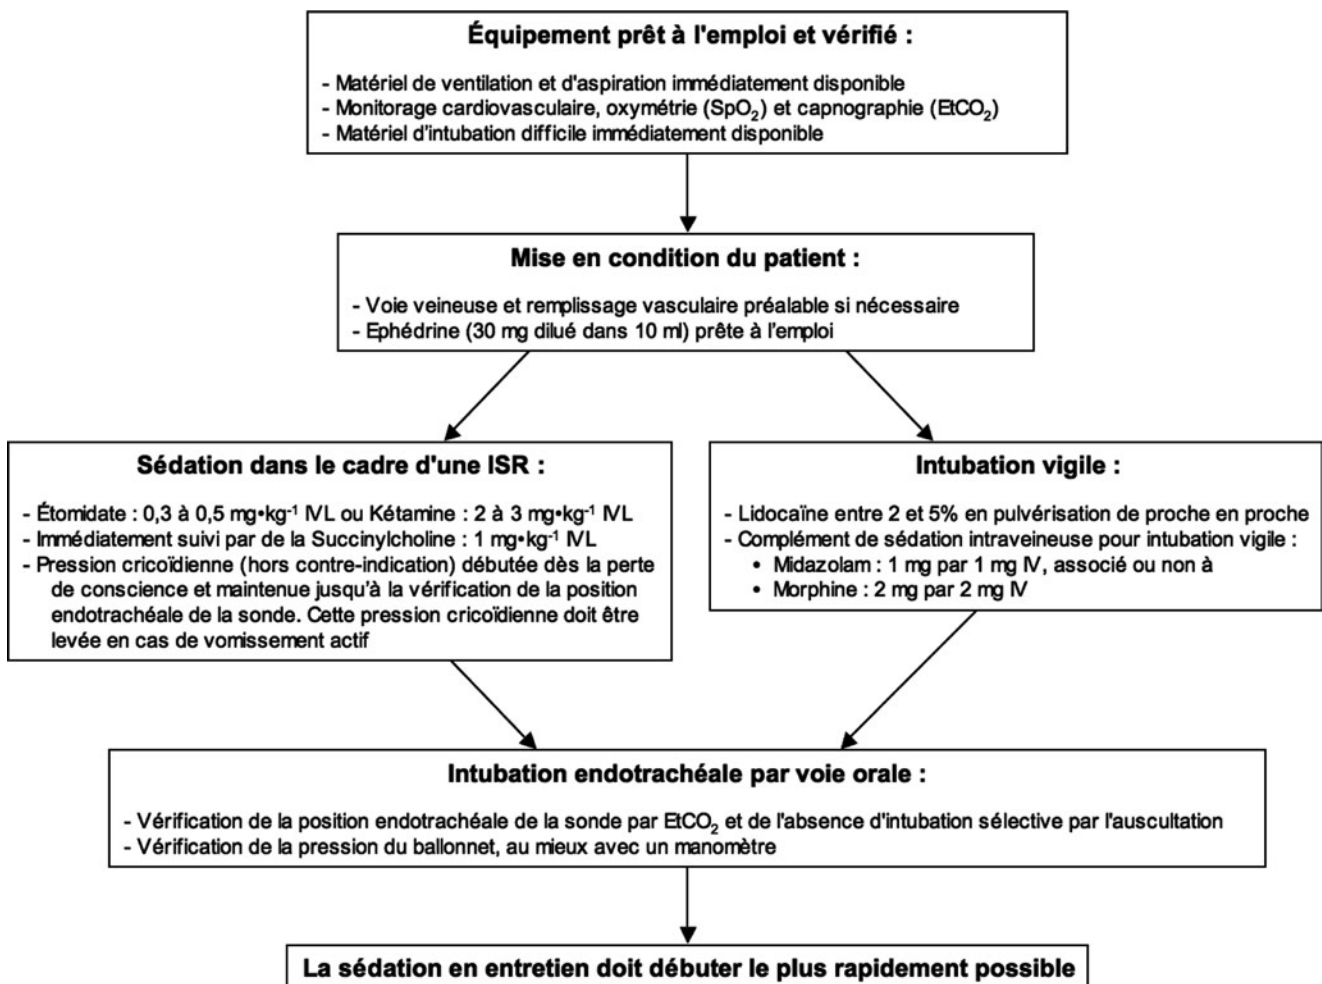 Équipement prêt à l'emploi et vérifié :
- Matériel de ventilation et d'aspiration immédiatement disponible
- Monitorage cardiovasculaire, oxymétrie (SpO₂) et capnographie (EtCO₂)
- Matériel d'intubation difficile immédiatement disponible
Mise en condition du patient :
- Voie veineuse et remplissage vasculaire préalable si nécessaire
- Ephédrine (30 mg dilué dans 10 ml) prête à l'emploi
Sédation dans le cadre d'une ISR :
- Étomidate : 0,3 à 0,5 mg•kg⁻¹ IVL ou Kétamine : 2 à 3 mg•kg⁻¹ IVL
- Immédiatement suivi par de la Succinylcholine : 1 mg•kg⁻¹ IVL
- Pression cricoïdienne (hors contre-indication) débutée dès la perte
de conscience et maintenue jusqu'à la vérification de la position
endotrachéale de la sonde. Cette pression cricoïdienne doit être
levée en cas de vomissement actif
Intubation vigile :
- Lidocaïne entre 2 et 5% en pulvérisation de proche en proche
- Complément de sédation intraveineuse pour intubation vigile :
• Midazolam : 1 mg par 1 mg IV, associé ou non à
• Morphine : 2 mg par 2 mg IV
Intubation endotrachéale par voie orale :
- Vérification de la position endotrachéale de la sonde par EtCO₂ et de l'absence d'intubation sélective par l'auscultation
- Vérification de la pression du ballonnet, au mieux avec un manomètre
La sédation en entretien doit débuter le plus rapidement possible